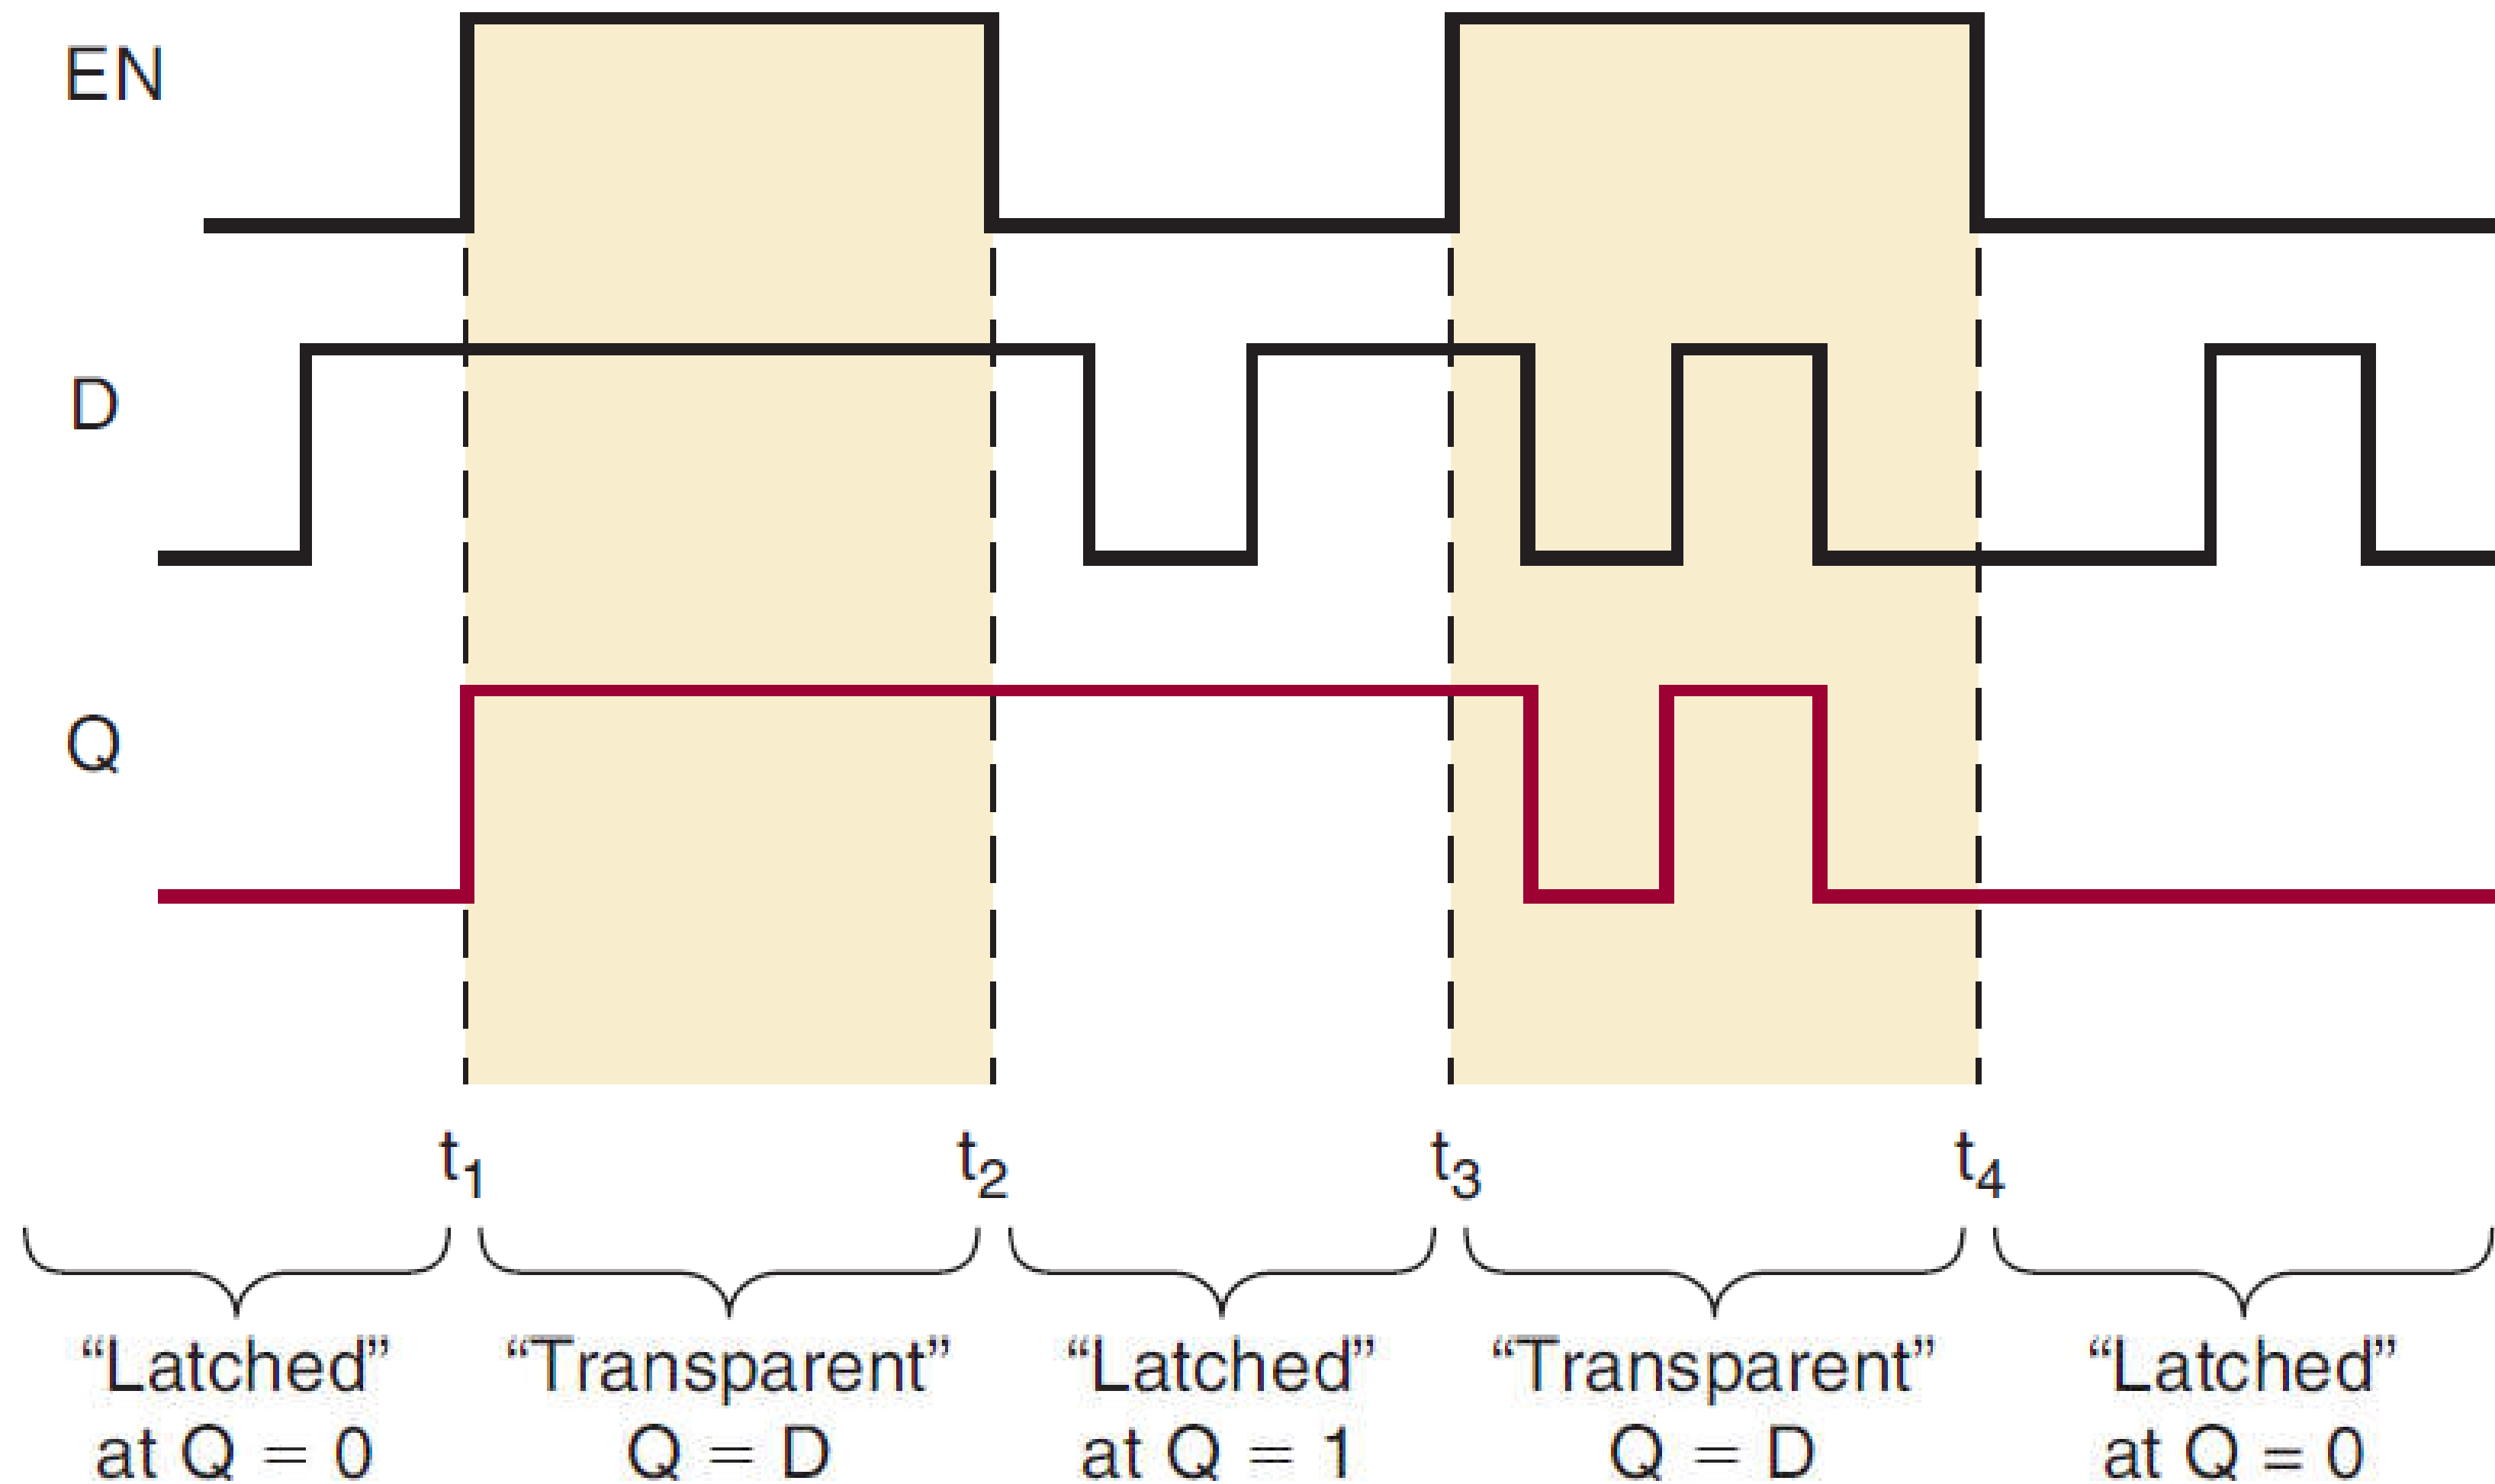 EN
D
Q
t₁ t₂ t₃ t₄
“Latched” “Transparent” “Latched” “Transparent” “Latched”
at Q = 0 Q = D at Q = 1 Q = D at Q = 0